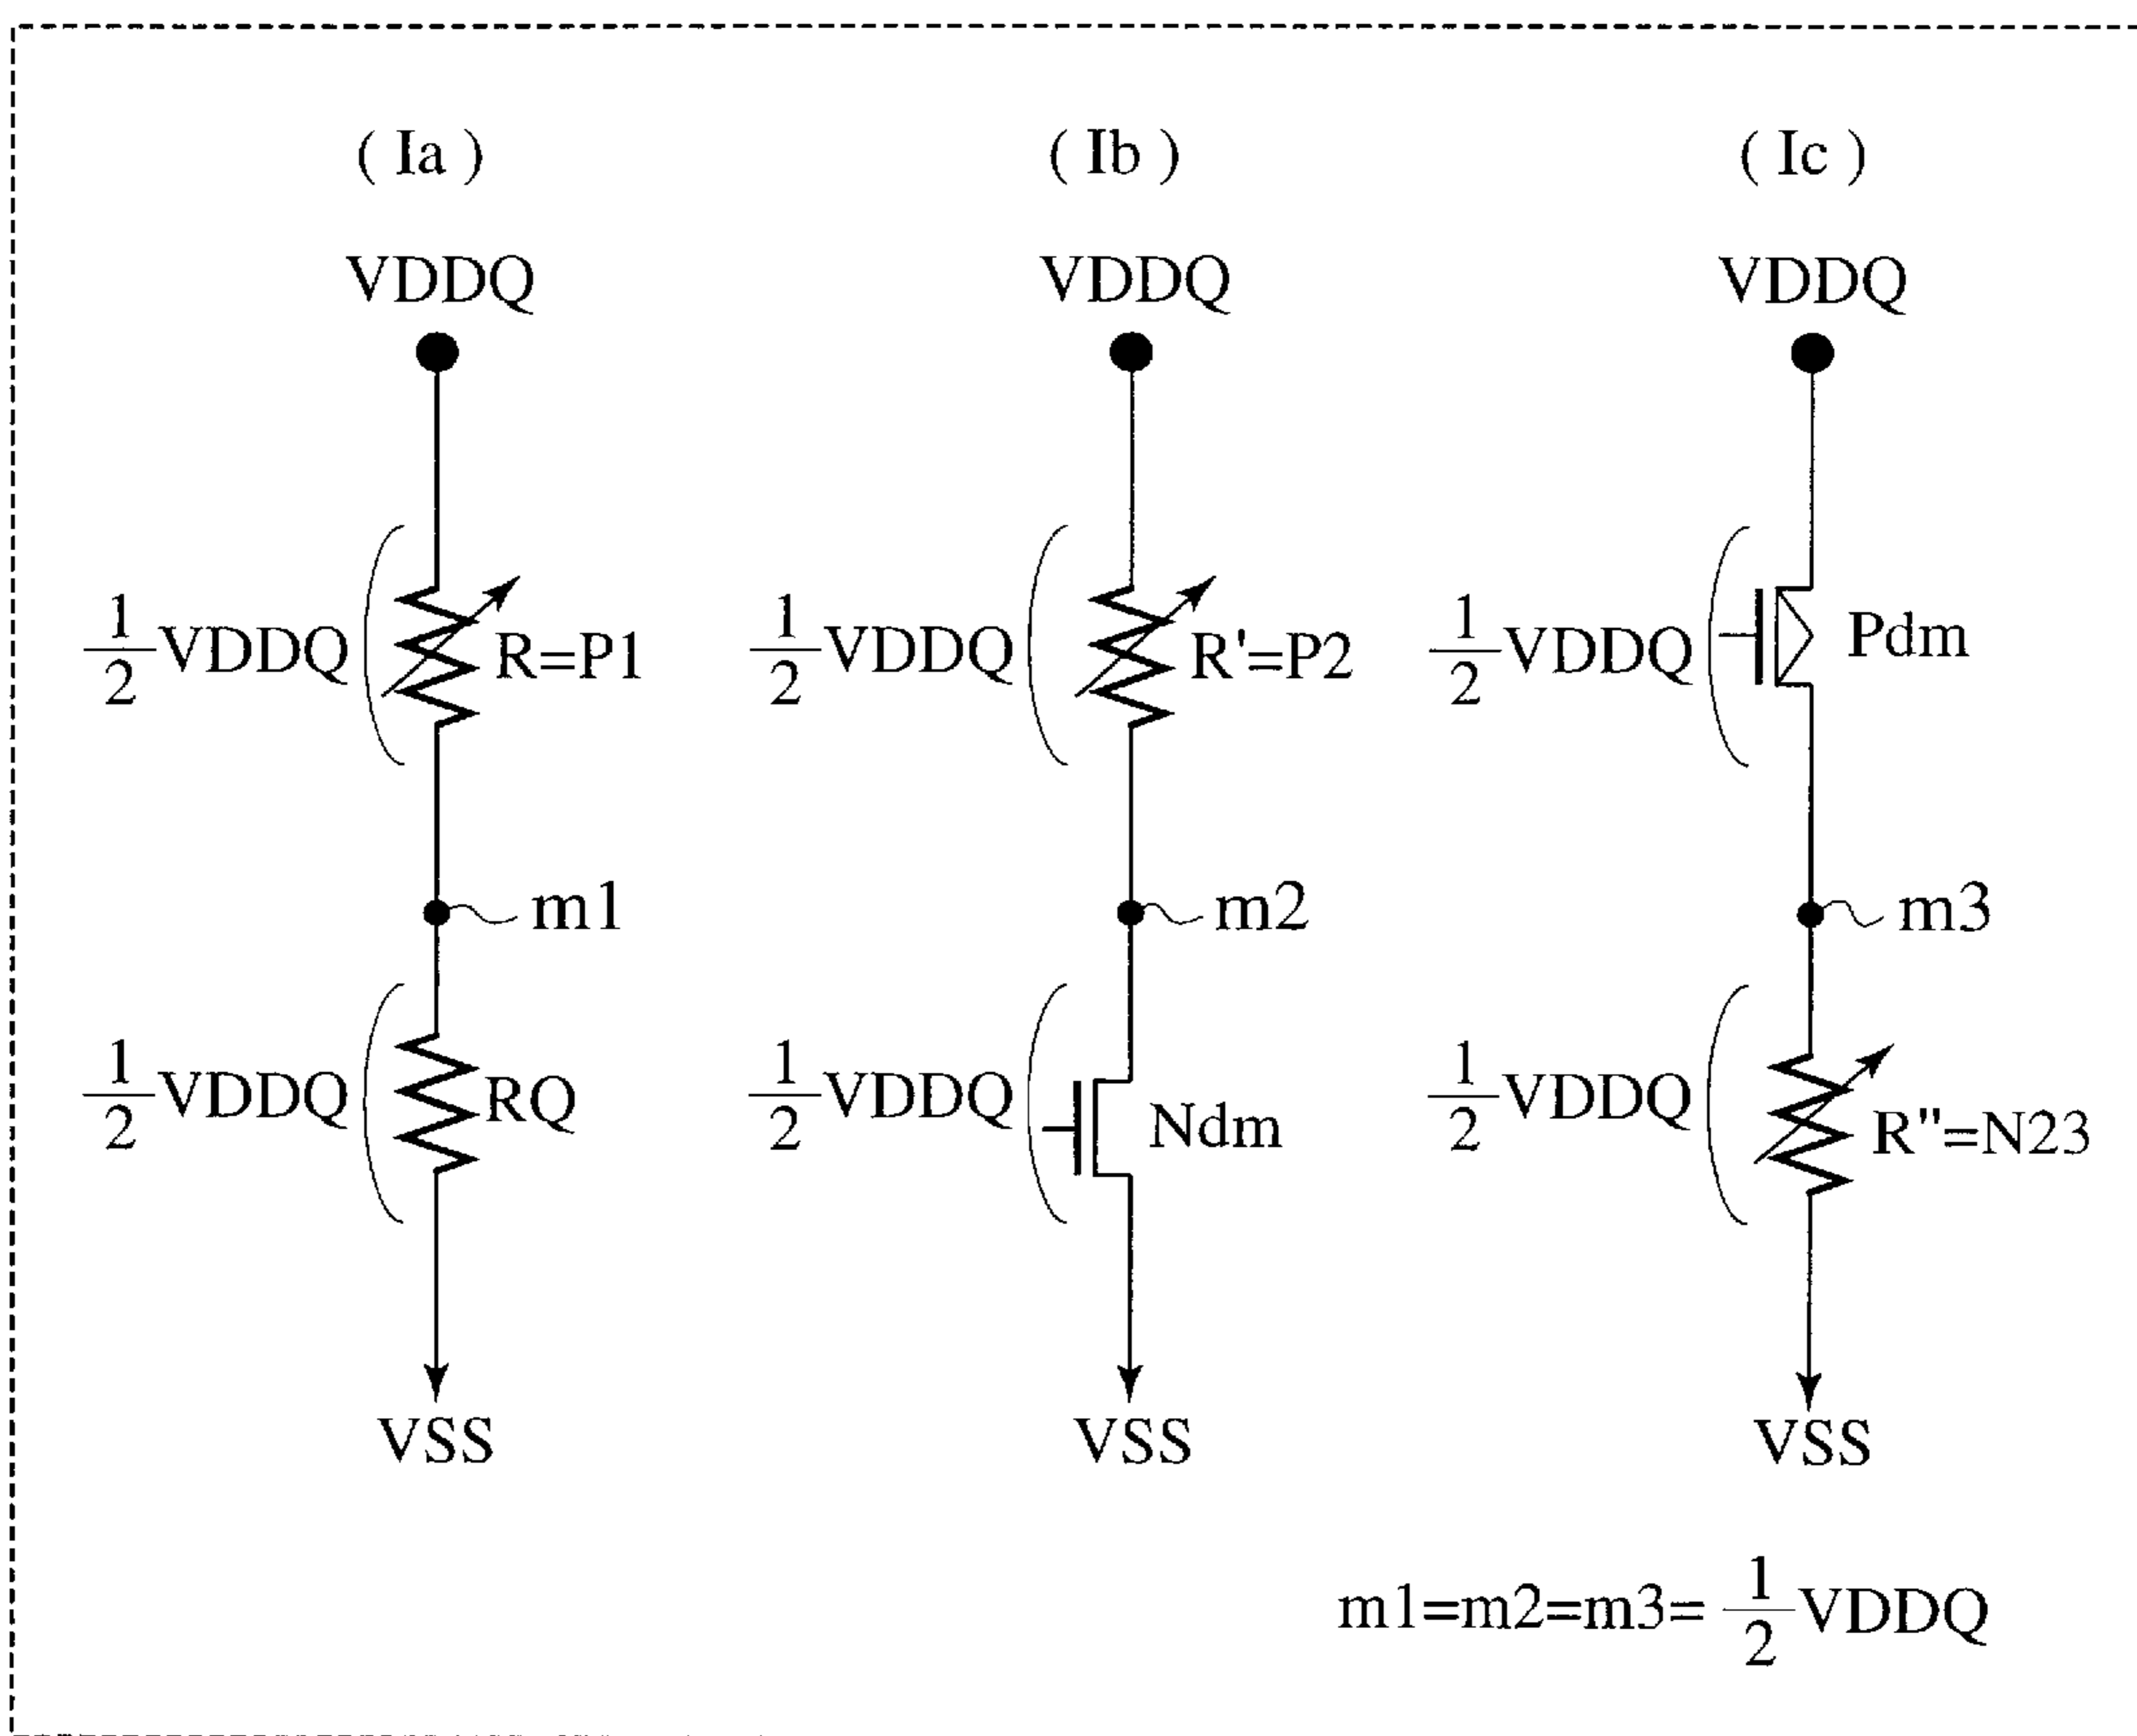 ( Ia )
VDDQ
1/2 VDDQ
R=P1
m1
1/2 VDDQ
RQ
VSS
( Ib )
VDDQ
1/2 VDDQ
R'=P2
m2
1/2 VDDQ
Ndm
VSS
( Ic )
VDDQ
1/2 VDDQ
Pdm
m3
1/2 VDDQ
R"=N23
VSS
m1=m2=m3= 1/2 VDDQ